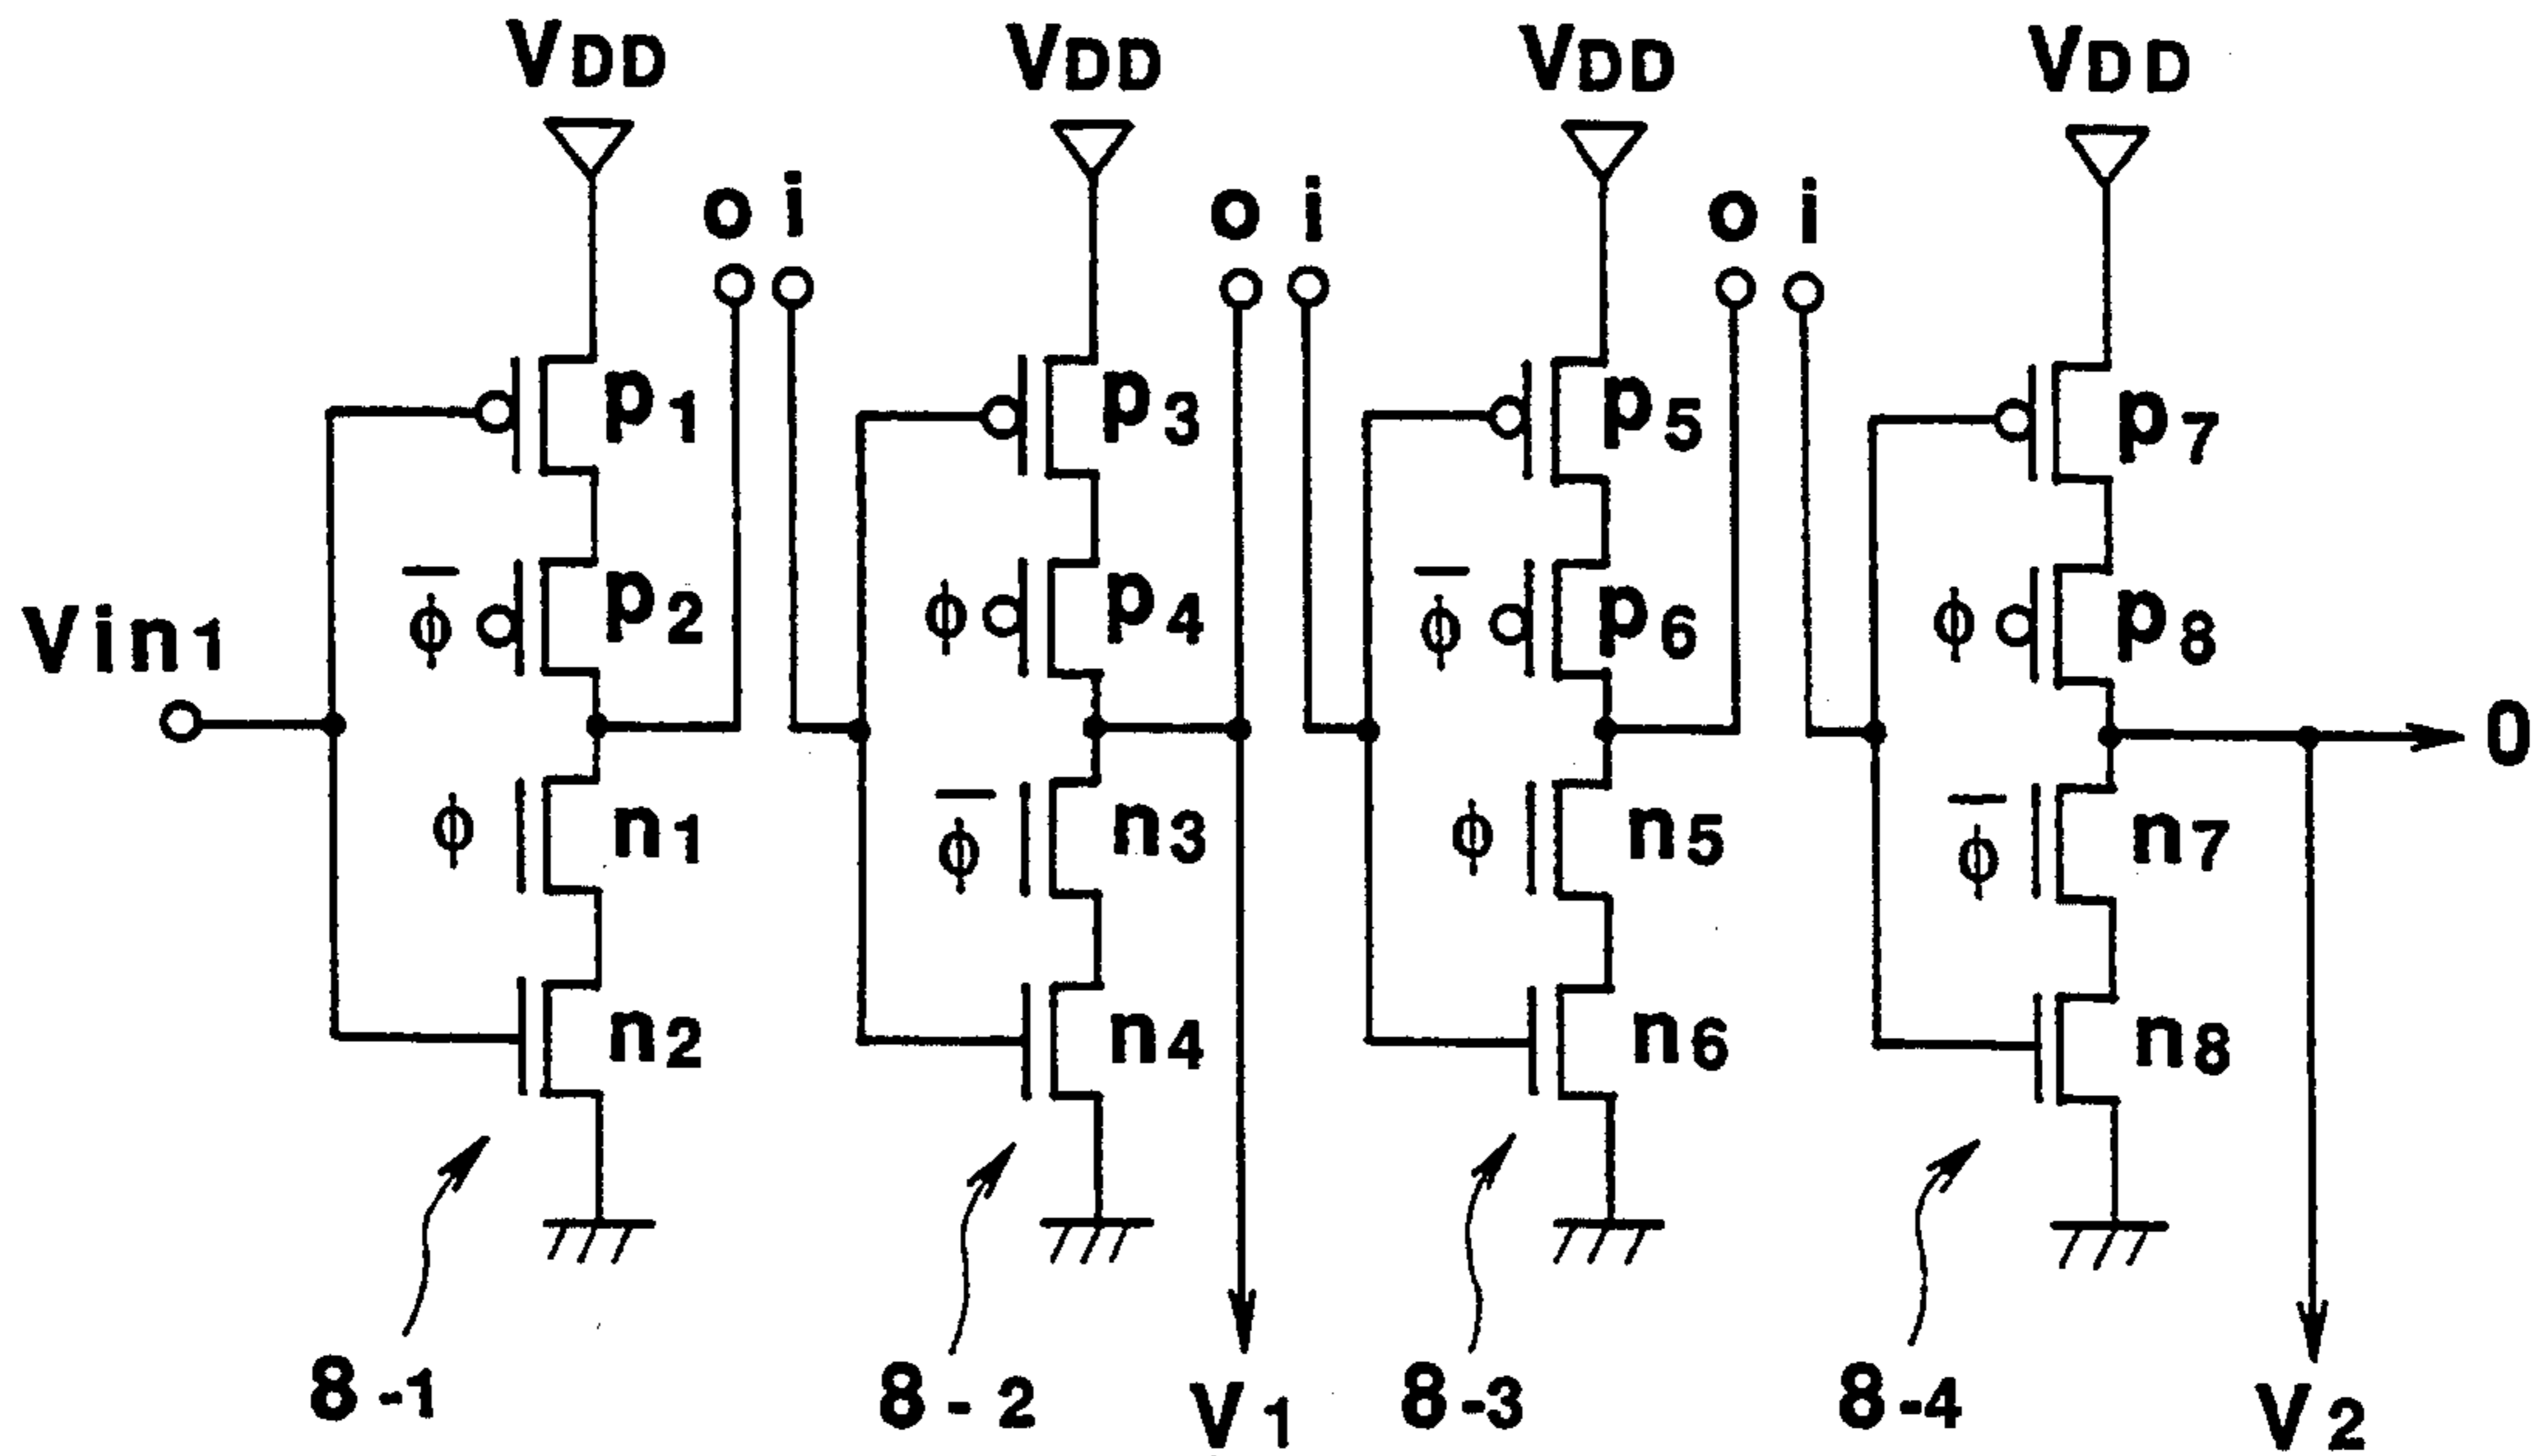 VDD VDD VDD VDD
o i o i o i
p1 p3 p5 p7
Vin1 φ̅ p2 φ p4 φ̅ p6 φ p8
O
φ n1 φ̅ n3 φ n5 φ̅ n7
n2 n4 n6 n8
8-1 8-2 V1 8-3 8-4 V2